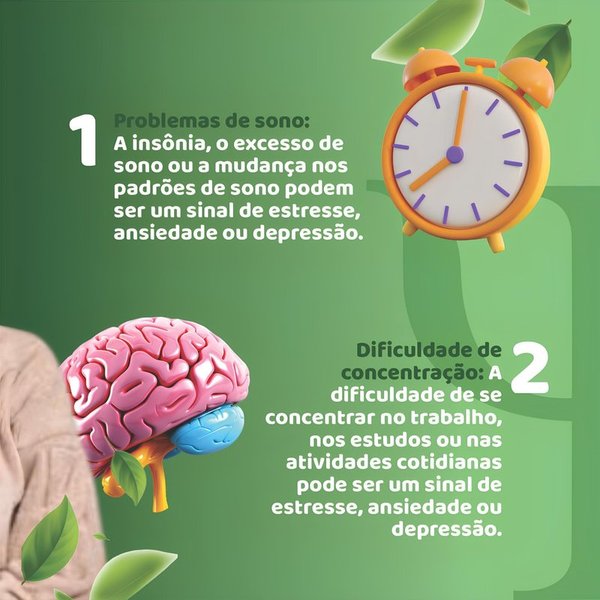 1
Problemas de sono:
A insônia, o excesso de
sono ou a mudança nos
padrões de sono podem
ser um sinal de estresse,
ansiedade ou depressão.
2
Dificuldade de
concentração: A
dificuldade de se
concentrar no trabalho,
nos estudos ou nas
atividades cotidianas
pode ser um sinal de
estresse, ansiedade ou
depressão.